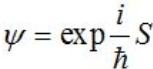 ψ = exp i/ħ S